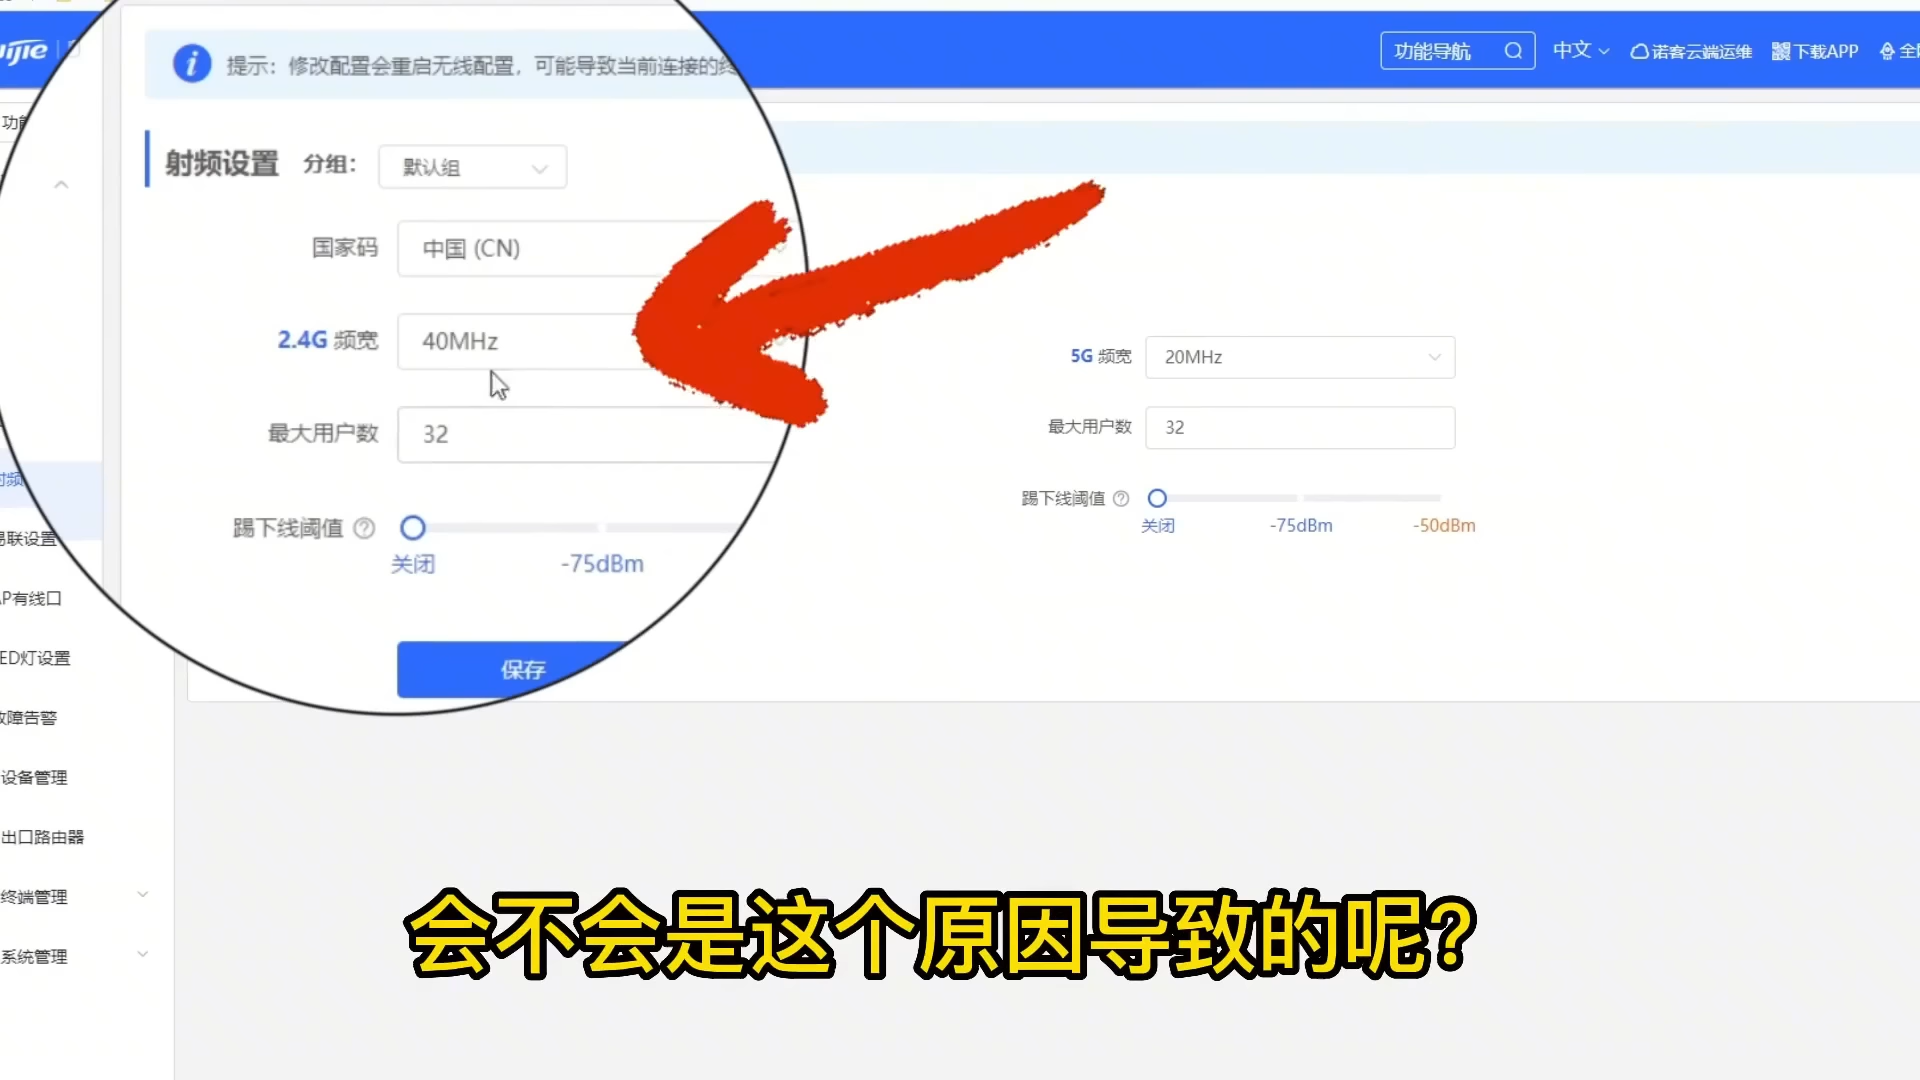 功能导航
中文
诺客云端运维
下载APP
提示：修改配置会重启无线配置，可能导致当前连接的
射频设置
分组：
默认组
国家码
中国 (CN)
2.4G 频宽
40MHz
最大用户数
32
踢下线阈值
关闭
-75dBm
保存
5G 频宽
20MHz
最大用户数
32
踢下线阈值
关闭
-75dBm
-50dBm
易联设置
AP有线口
ED灯设置
故障告警
设备管理
出口路由器
终端管理
系统管理
会不会是这个原因导致的呢?